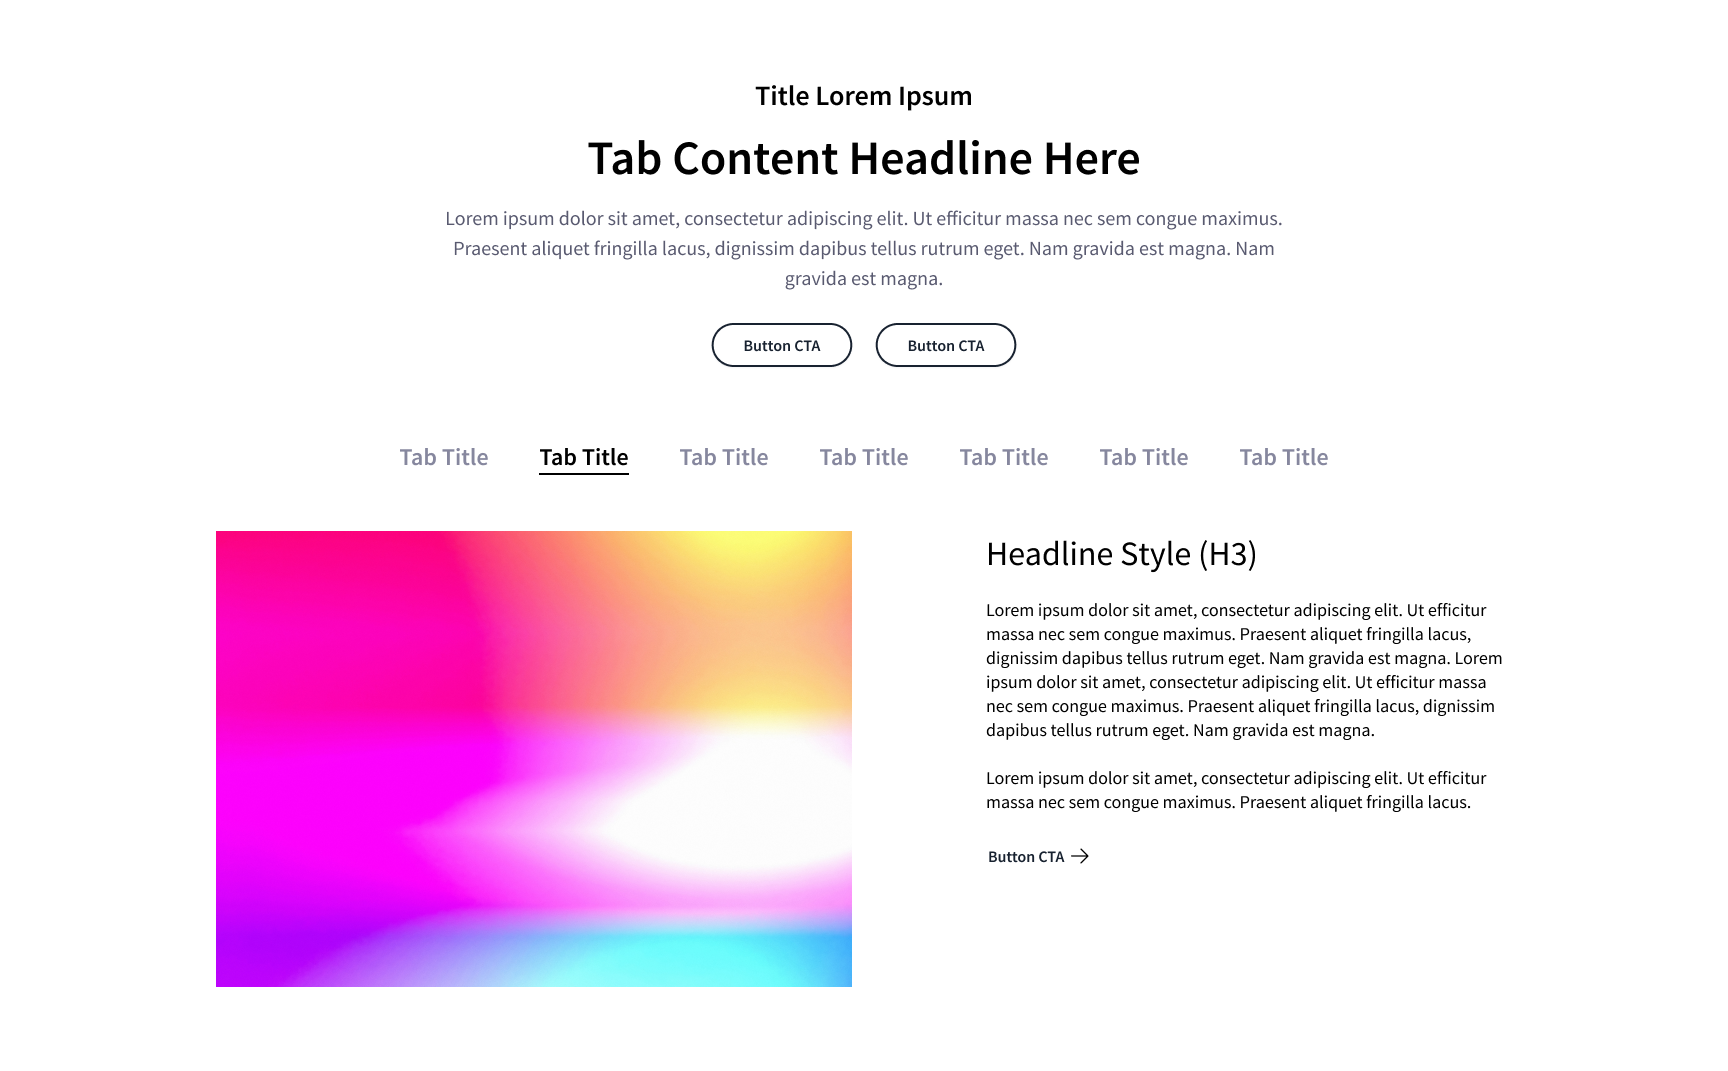 Title Lorem Ipsum
Tab Content Headline Here
Lorem ipsum dolor sit amet, consectetur adipiscing elit. Ut efficitur massa nec sem congue maximus.
Praesent aliquet fringilla lacus, dignissim dapibus tellus rutrum eget. Nam gravida est magna. Nam
gravida est magna.
Button CTA Button CTA
Tab Title Tab Title Tab Title Tab Title Tab Title Tab Title Tab Title
Headline Style (H3)
Lorem ipsum dolor sit amet, consectetur adipiscing elit. Ut efficitur
massa nec sem congue maximus. Praesent aliquet fringilla lacus,
dignissim dapibus tellus rutrum eget. Nam gravida est magna. Lorem
ipsum dolor sit amet, consectetur adipiscing elit. Ut efficitur massa
nec sem congue maximus. Praesent aliquet fringilla lacus, dignissim
dapibus tellus rutrum eget. Nam gravida est magna.
Lorem ipsum dolor sit amet, consectetur adipiscing elit. Ut efficitur
massa nec sem congue maximus. Praesent aliquet fringilla lacus.
Button CTA